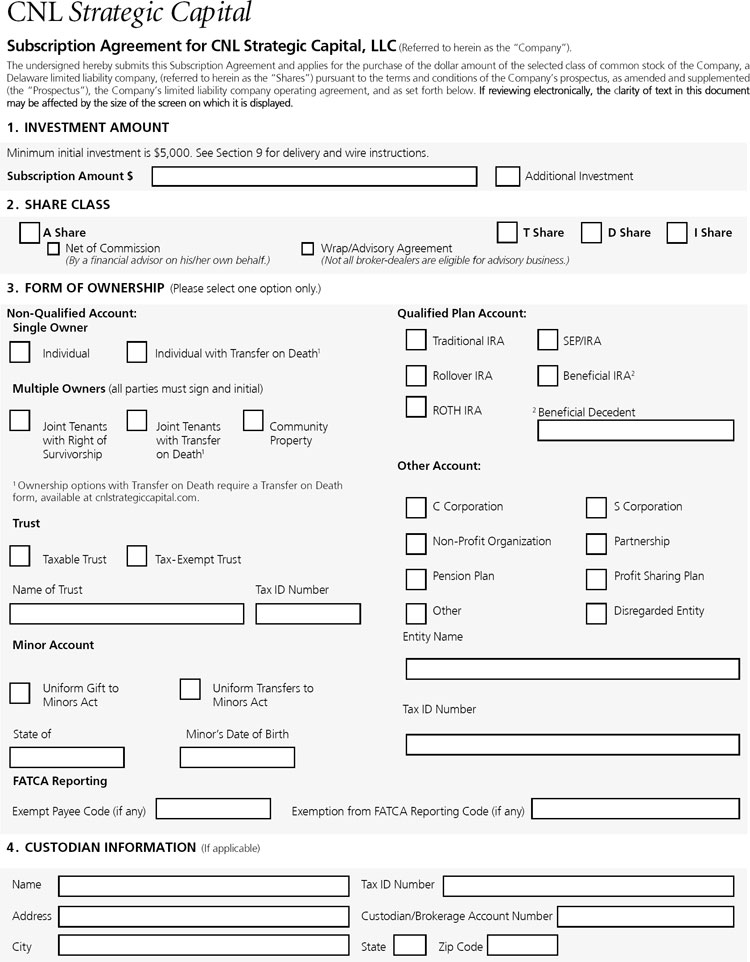 CNL Strategic Capital
Subscription Agreement for CNL Strategic Capital, LLC (Referred to herein as the “Company”).
The undersigned hereby submits this Subscription Agreement and applies for the purchase of the dollar amount of the selected class of common stock of the Company, a
Delaware limited liability company, (referred to herein as the “Shares”) pursuant to the terms and conditions of the Company’s prospectus, as amended and supplemented
(the “Prospectus”), the Company’s limited liability company operating agreement, and as set forth below. If reviewing electronically, the clarity of text in this document
may be affected by the size of the screen on which it is displayed.
1. INVESTMENT AMOUNT
Minimum initial investment is $5,000. See Section 9 for delivery and wire instructions.
Subscription Amount $ Additional Investment
2. SHARE CLASS
A Share T Share D Share I Share
Net of Commission Wrap/Advisory Agreement
(By a financial advisor on his/her own behalf.) (Not all broker-dealers are eligible for advisory business.)
3. FORM OF OWNERSHIP (Please select one option only.)
Non-Qualified Account:
Single Owner
Individual Individual with Transfer on Death1
Multiple Owners (all parties must sign and initial)
Joint Tenants
with Right of
Survivorship
Joint Tenants
with Transfer
on Death1
Community
Property
1 Ownership options with Transfer on Death require a Transfer on Death
form, available at cnlstrategiccapital.com.
Trust
Taxable Trust Tax-Exempt Trust
Name of Trust Tax ID Number
Minor Account
Uniform Gift to
Minors Act
Uniform Transfers to
Minors Act
State of Minor’s Date of Birth
Qualified Plan Account:
Traditional IRA SEP/IRA
Rollover IRA Beneficial IRA2
ROTH IRA 2 Beneficial Decedent
Other Account:
C Corporation S Corporation
Non-Profit Organization Partnership
Pension Plan Profit Sharing Plan
Other Disregarded Entity
Entity Name
Tax ID Number
FATCA Reporting
Exempt Payee Code (if any) Exemption from FATCA Reporting Code (if any)
4. CUSTODIAN INFORMATION (If applicable)
Name Tax ID Number
Address Custodian/Brokerage Account Number
City State Zip Code